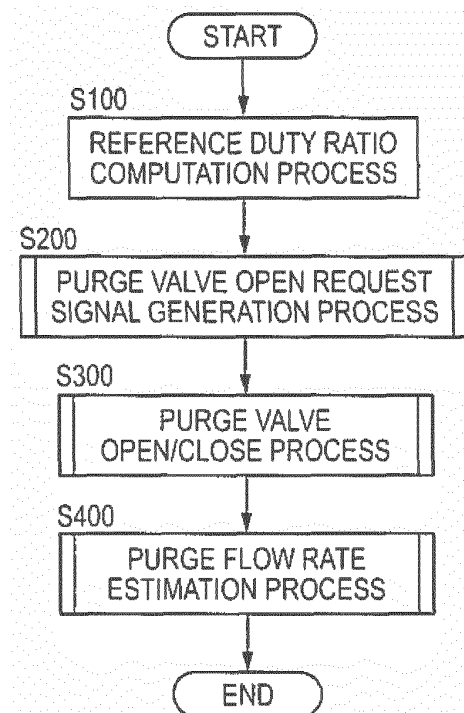 START
S100
REFERENCE DUTY RATIO
COMPUTATION PROCESS
S200
PURGE VALVE OPEN REQUEST
SIGNAL GENERATION PROCESS
S300
PURGE VALVE
OPEN/CLOSE PROCESS
S400
PURGE FLOW RATE
ESTIMATION PROCESS
END